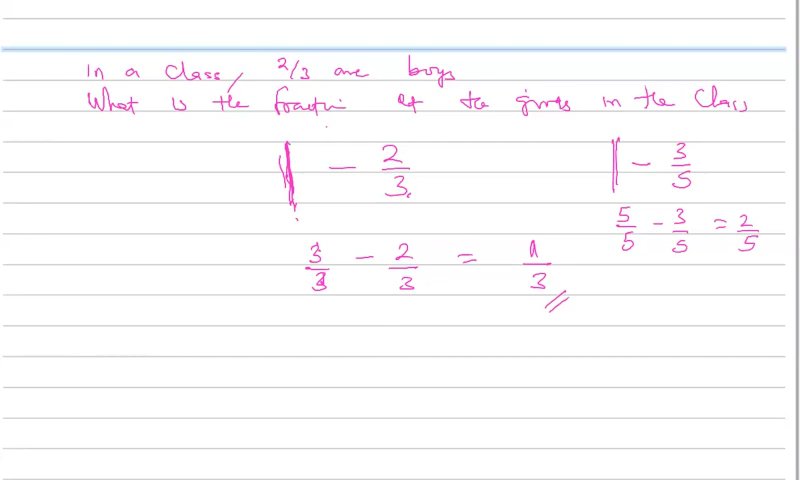 In a class, 2/3 are boys
What is the fraction of the girls in the class
1 - 2/3
3/3 - 2/3 = 1/3
1 - 3/5
5/5 - 3/5 = 2/5